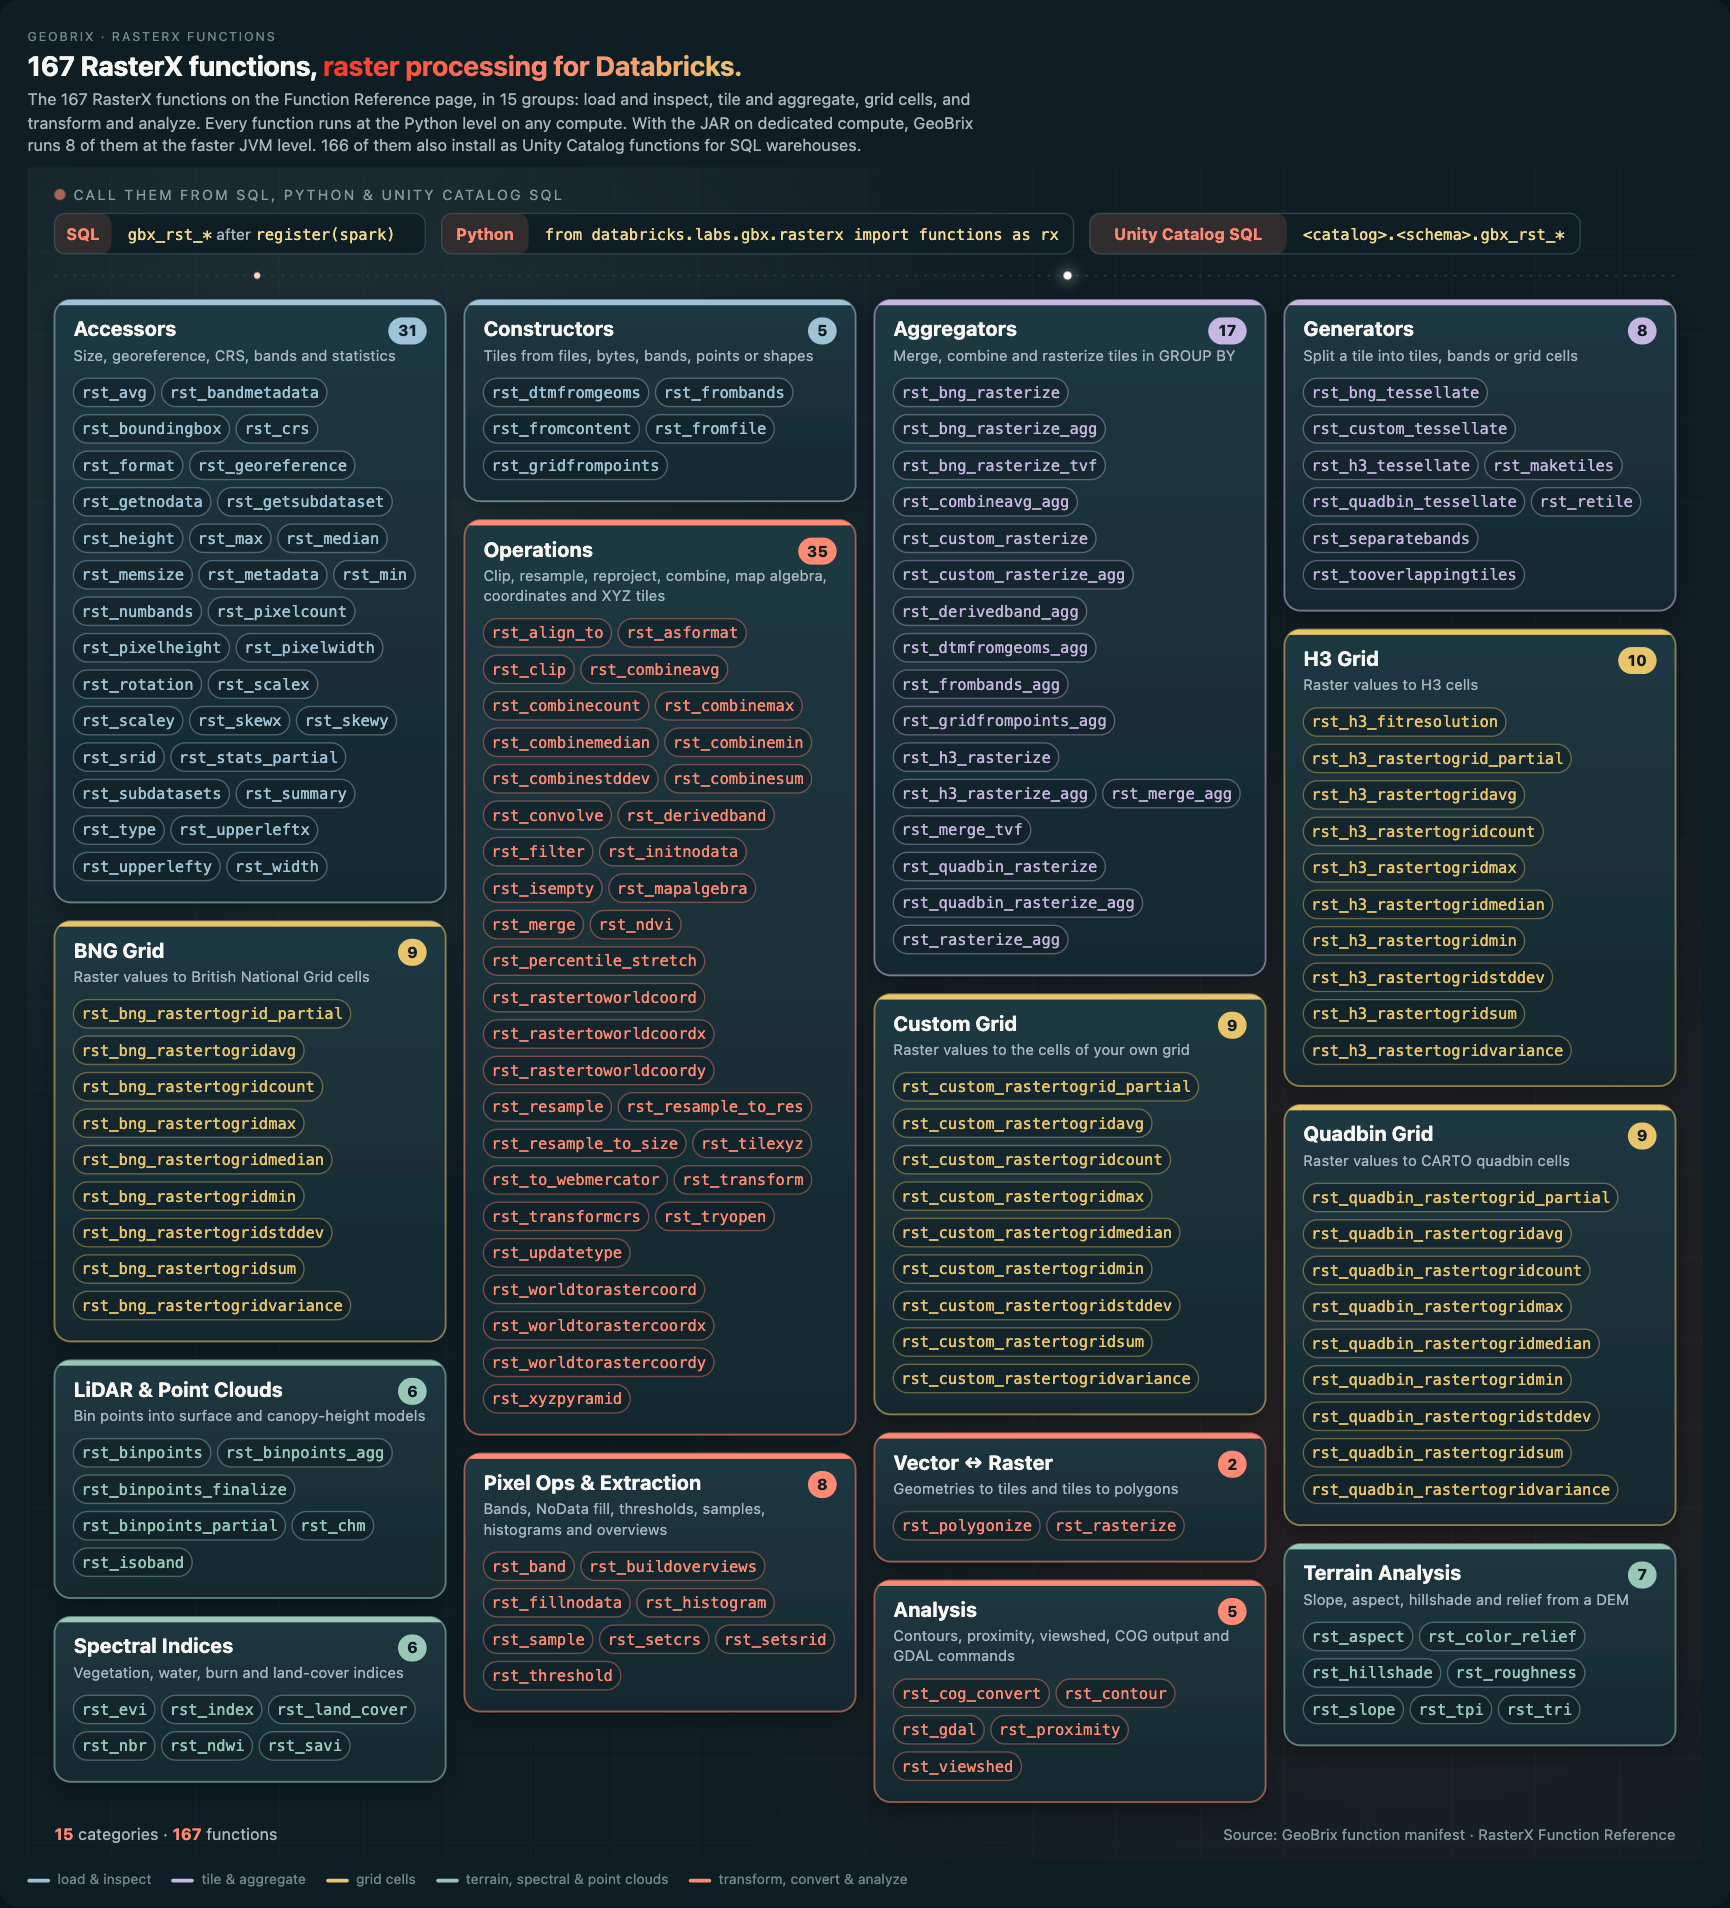 GEOBRIX · RASTERX FUNCTIONS
167 RasterX functions, raster processing for Databricks.
The 167 RasterX functions on the Function Reference page, in 15 groups: load and inspect, tile and aggregate, grid cells, and
transform and analyze. Every function runs at the Python level on any compute. With the JAR on dedicated compute, GeoBrix
runs 8 of them at the faster JVM level. 166 of them also install as Unity Catalog functions for SQL warehouses.
CALL THEM FROM SQL, PYTHON & UNITY CATALOG SQL
SQL gbx_rst_* after register(spark)
Python from databricks.labs.gbx.rasterx import functions as rx
Unity Catalog SQL <catalog>.<schema>.gbx_rst_*
Accessors 31
Size, georeference, CRS, bands and statistics
rst_avg rst_bandmetadata
rst_boundingbox rst_crs
rst_format rst_georeference
rst_getnodata rst_getsubdataset
rst_height rst_max rst_median
rst_memsize rst_metadata rst_min
rst_numbands rst_pixelcount
rst_pixelheight rst_pixelwidth
rst_rotation rst_scalex
rst_scaley rst_skewx rst_skewy
rst_srid rst_stats_partial
rst_subdatasets rst_summary
rst_type rst_upperleftx
rst_upperlefty rst_width
BNG Grid 9
Raster values to British National Grid cells
rst_bng_rastertogrid_partial
rst_bng_rastertogridavg
rst_bng_rastertogridcount
rst_bng_rastertogridmax
rst_bng_rastertogridmedian
rst_bng_rastertogridmin
rst_bng_rastertogridstddev
rst_bng_rastertogridsum
rst_bng_rastertogridvariance
LiDAR & Point Clouds 6
Bin points into surface and canopy-height models
rst_binpoints rst_binpoints_agg
rst_binpoints_finalize
rst_binpoints_partial rst_chm
rst_isoband
Spectral Indices 6
Vegetation, water, burn and land-cover indices
rst_evi rst_index rst_land_cover
rst_nbr rst_ndwi rst_savi
Constructors 5
Tiles from files, bytes, bands, points or shapes
rst_dtmfromgeoms rst_frombands
rst_fromcontent rst_fromfile
rst_gridfrompoints
Operations 35
Clip, resample, reproject, combine, map algebra,
coordinates and XYZ tiles
rst_align_to rst_asformat
rst_clip rst_combineavg
rst_combinecount rst_combinemax
rst_combinemedian rst_combinemin
rst_combinestddev rst_combinesum
rst_convolve rst_derivedband
rst_filter rst_initnodata
rst_isempty rst_mapalgebra
rst_merge rst_ndvi
rst_percentile_stretch
rst_rastertoworldcoord
rst_rastertoworldcoordx
rst_rastertoworldcoordy
rst_resample rst_resample_to_res
rst_resample_to_size rst_tilexyz
rst_to_webmercator rst_transform
rst_transformcrs rst_tryopen
rst_updatetype
rst_worldtorastercoord
rst_worldtorastercoordx
rst_worldtorastercoordy
rst_xyzpyramid
Pixel Ops & Extraction 8
Bands, NoData fill, thresholds, samples,
histograms and overviews
rst_band rst_buildoverviews
rst_fillnodata rst_histogram
rst_sample rst_setcrs rst_setsrid
rst_threshold
Aggregators 17
Merge, combine and rasterize tiles in GROUP BY
rst_bng_rasterize
rst_bng_rasterize_agg
rst_bng_rasterize_tvf
rst_combineavg_agg
rst_custom_rasterize
rst_custom_rasterize_agg
rst_derivedband_agg
rst_dtmfromgeoms_agg
rst_frombands_agg
rst_gridfrompoints_agg
rst_h3_rasterize
rst_h3_rasterize_agg rst_merge_agg
rst_merge_tvf
rst_quadbin_rasterize
rst_quadbin_rasterize_agg
rst_rasterize_agg
Custom Grid 9
Raster values to the cells of your own grid
rst_custom_rastertogrid_partial
rst_custom_rastertogridavg
rst_custom_rastertogridcount
rst_custom_rastertogridmax
rst_custom_rastertogridmedian
rst_custom_rastertogridmin
rst_custom_rastertogridstddev
rst_custom_rastertogridsum
rst_custom_rastertogridvariance
Vector ↔ Raster 2
Geometries to tiles and tiles to polygons
rst_polygonize rst_rasterize
Analysis 5
Contours, proximity, viewshed, COG output and
GDAL commands
rst_cog_convert rst_contour
rst_gdal rst_proximity
rst_viewshed
Generators 8
Split a tile into tiles, bands or grid cells
rst_bng_tessellate
rst_custom_tessellate
rst_h3_tessellate rst_maketiles
rst_quadbin_tessellate rst_retile
rst_separatebands
rst_tooverlappingtiles
H3 Grid 10
Raster values to H3 cells
rst_h3_fitresolution
rst_h3_rastertogrid_partial
rst_h3_rastertogridavg
rst_h3_rastertogridcount
rst_h3_rastertogridmax
rst_h3_rastertogridmedian
rst_h3_rastertogridmin
rst_h3_rastertogridstddev
rst_h3_rastertogridsum
rst_h3_rastertogridvariance
Quadbin Grid 9
Raster values to CARTO quadbin cells
rst_quadbin_rastertogrid_partial
rst_quadbin_rastertogridavg
rst_quadbin_rastertogridcount
rst_quadbin_rastertogridmax
rst_quadbin_rastertogridmedian
rst_quadbin_rastertogridmin
rst_quadbin_rastertogridstddev
rst_quadbin_rastertogridsum
rst_quadbin_rastertogridvariance
Terrain Analysis 7
Slope, aspect, hillshade and relief from a DEM
rst_aspect rst_color_relief
rst_hillshade rst_roughness
rst_slope rst_tpi rst_tri
15 categories · 167 functions
Source: GeoBrix function manifest · RasterX Function Reference
load & inspect tile & aggregate grid cells terrain, spectral & point clouds transform, convert & analyze